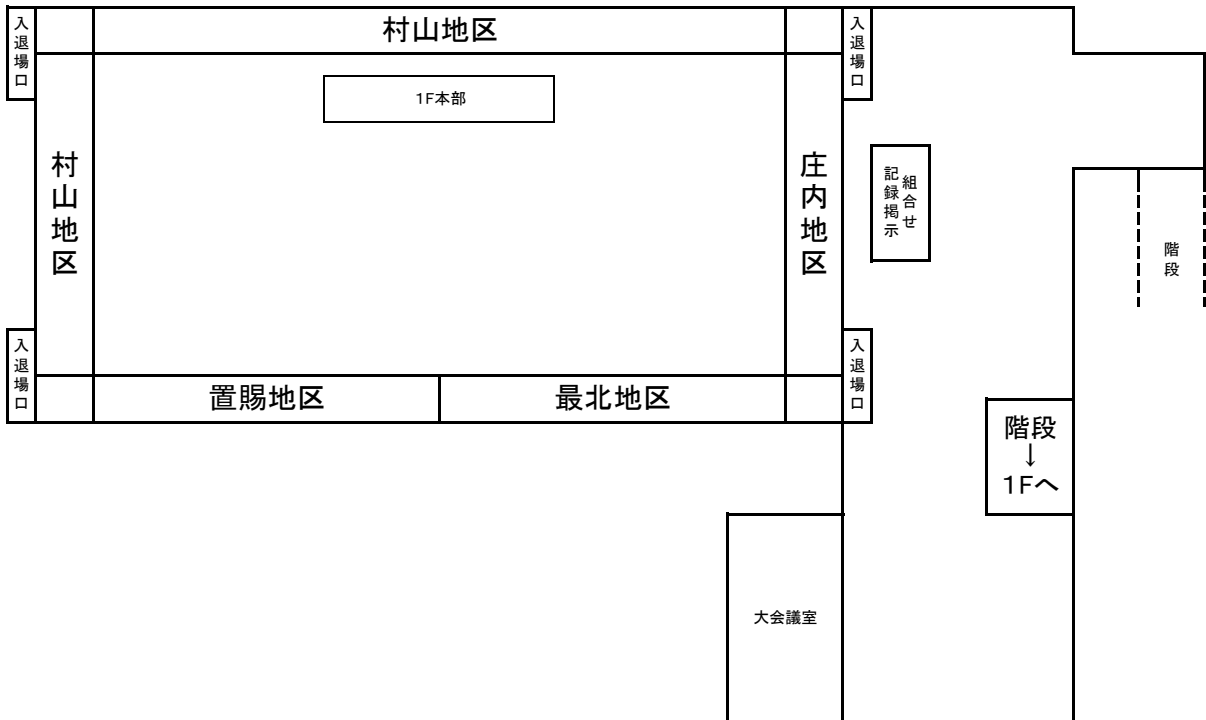 入退場口
村山地区
入退場口
1F本部
村山地区
庄内地区
組合せ
記録掲示
階段
入退場口
置賜地区
最北地区
入退場口
階段
↓
1Fへ
大会議室